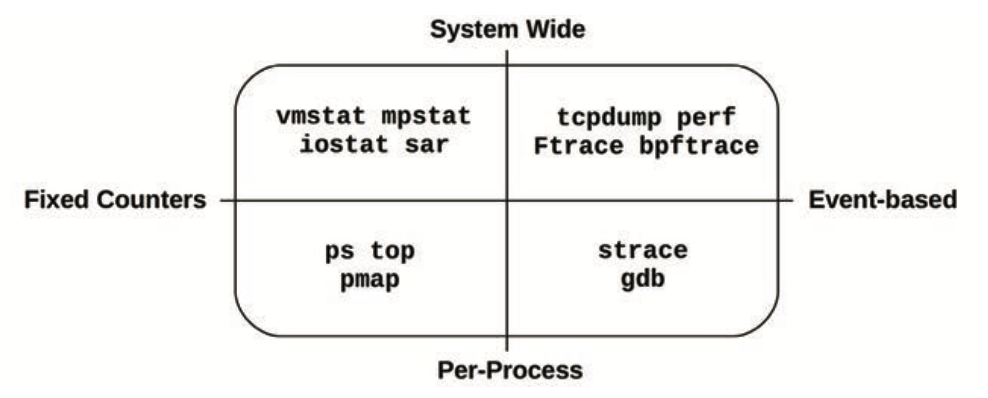 System Wide
vmstat mpstat
iostat sar
tcpdump perf
Ftrace bpftrace
Fixed Counters
Event-based
ps top
pmap
strace
gdb
Per-Process